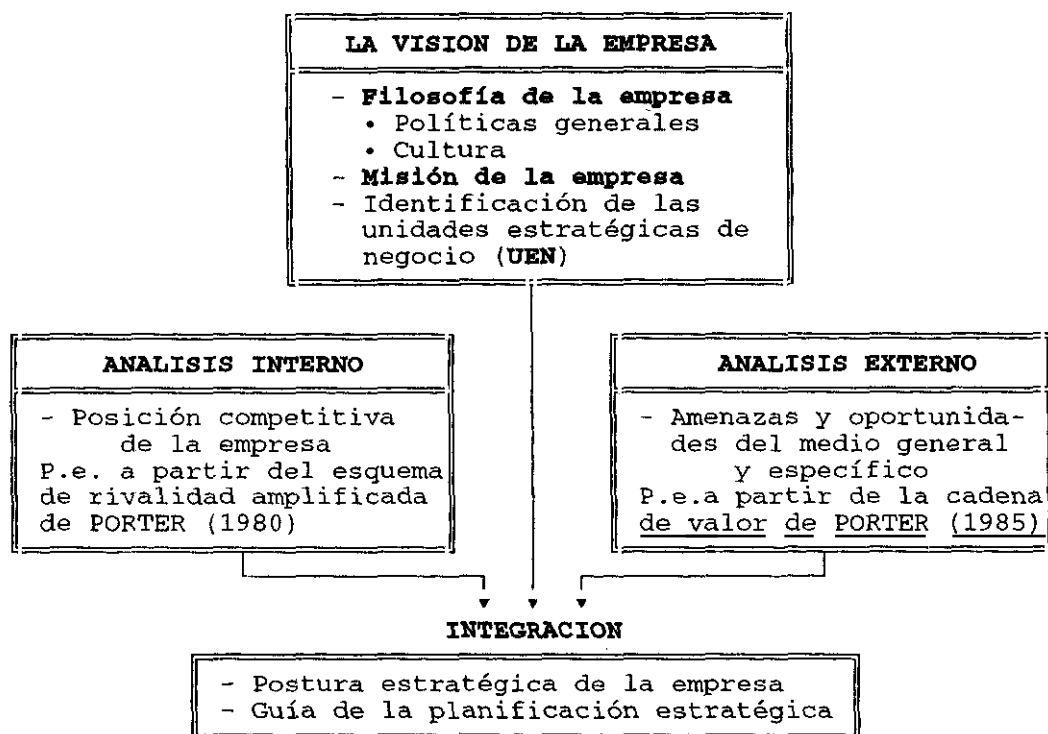 LA VISION DE LA EMPRESA
- Filosofía de la empresa
• Políticas generales
• Cultura
- Misión de la empresa
- Identificación de las
unidades estratégicas de
negocio (UEN)
ANALISIS INTERNO
- Posición competitiva
de la empresa
P.e. a partir del esquema
de rivalidad amplificada
de PORTER (1980)
ANALISIS EXTERNO
- Amenazas y oportunida-
des del medio general
y específico
P.e.a partir de la cadena
de valor de PORTER (1985)
INTEGRACION
- Postura estratégica de la empresa
- Guía de la planificación estratégica